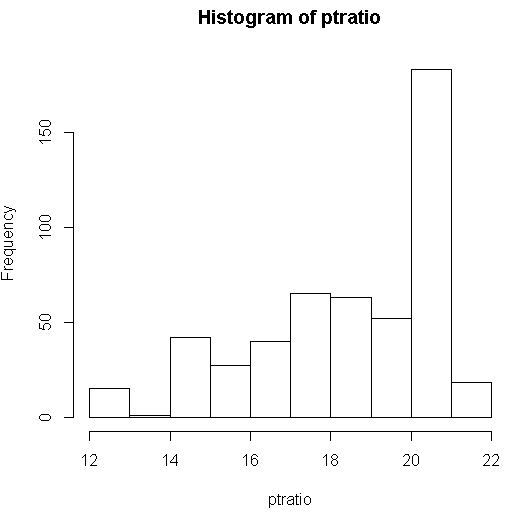 Histogram of ptratio
Frequency
150
100
50
0
12 14 16 18 20 22
ptratio